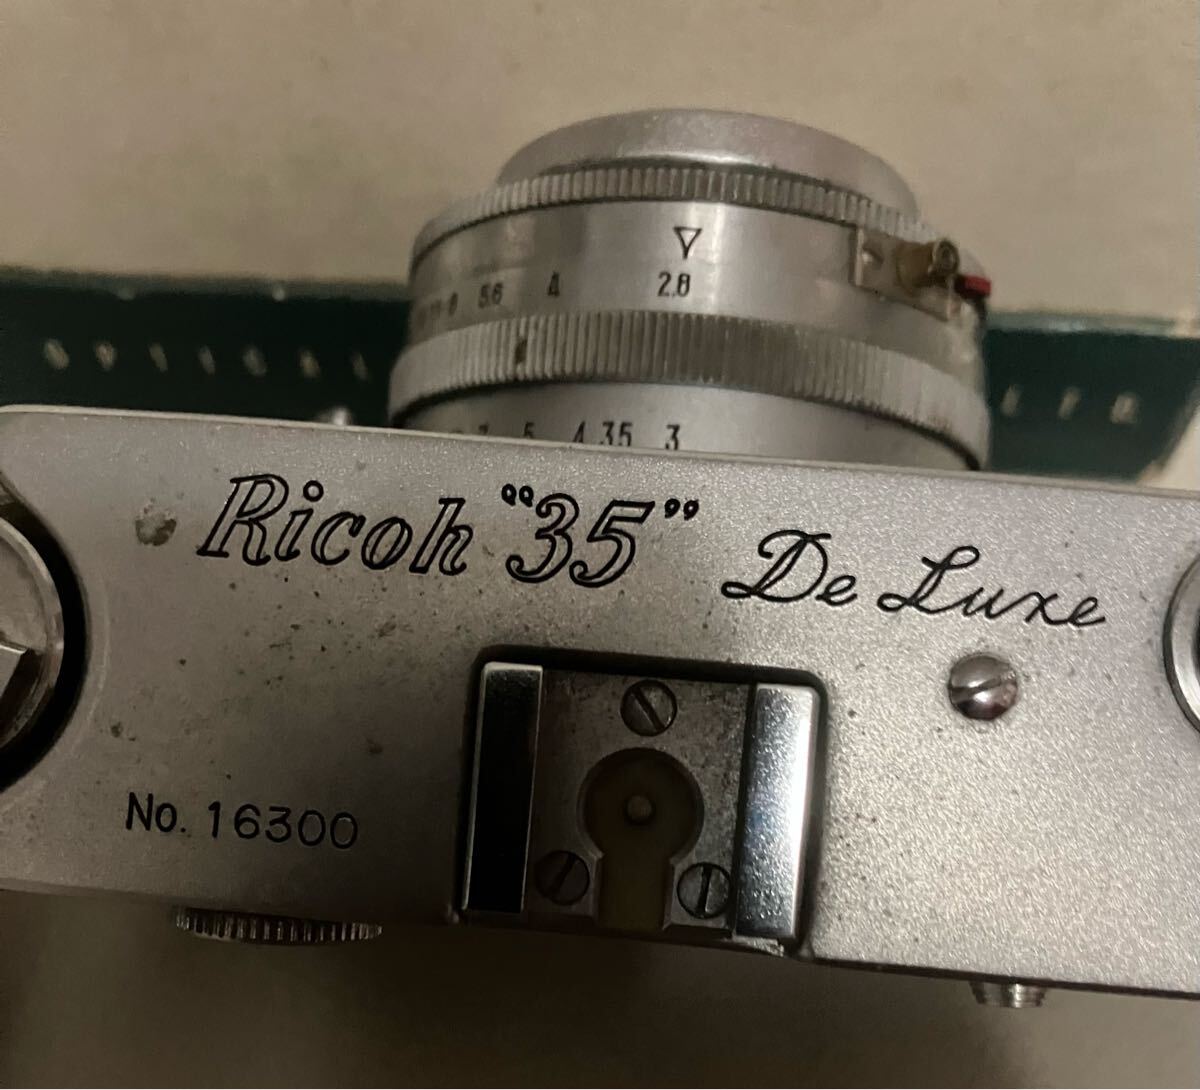 5.6 4 2.8
5 4 3.5 3
Ricoh "35" De Luxe
No. 16300